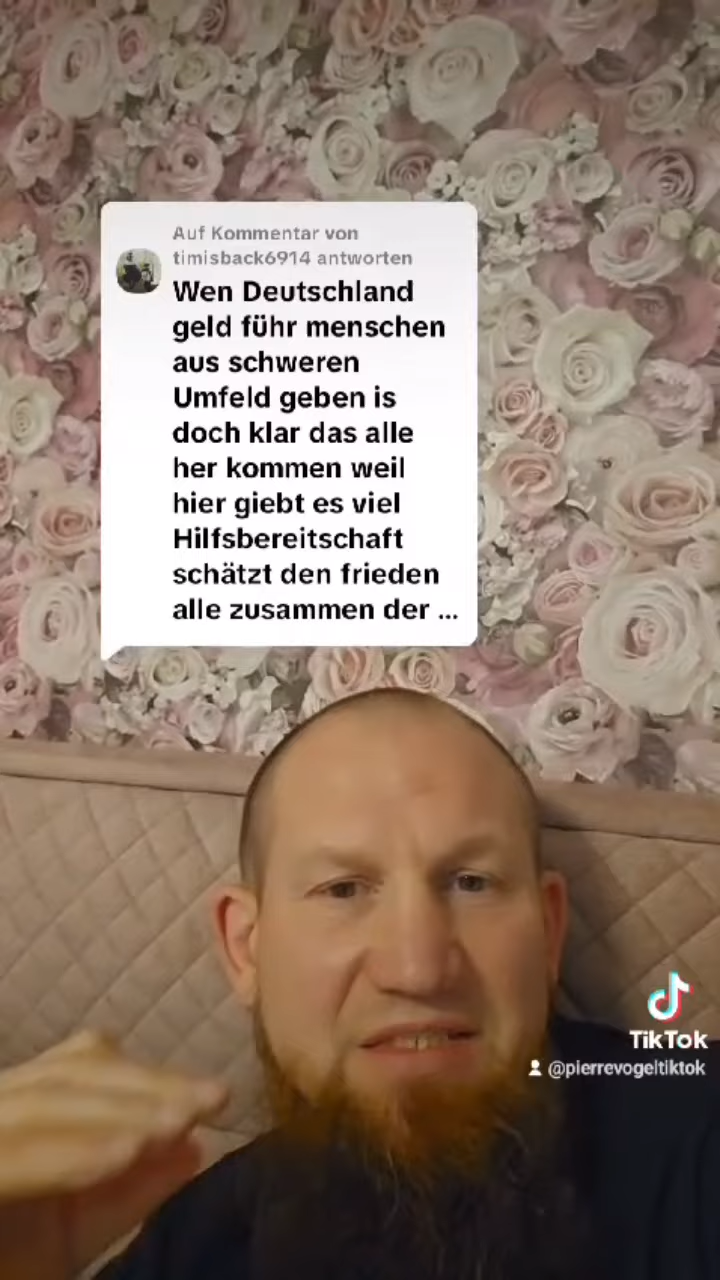 Auf Kommentar von
timisback6914 antworten
Wen Deutschland
geld führ menschen
aus schweren
Umfeld geben is
doch klar das alle
her kommen weil
hier giebt es viel
Hilfsbereitschaft
schätzt den frieden
alle zusammen der ...
TikTok
@pierrevogeltiktok